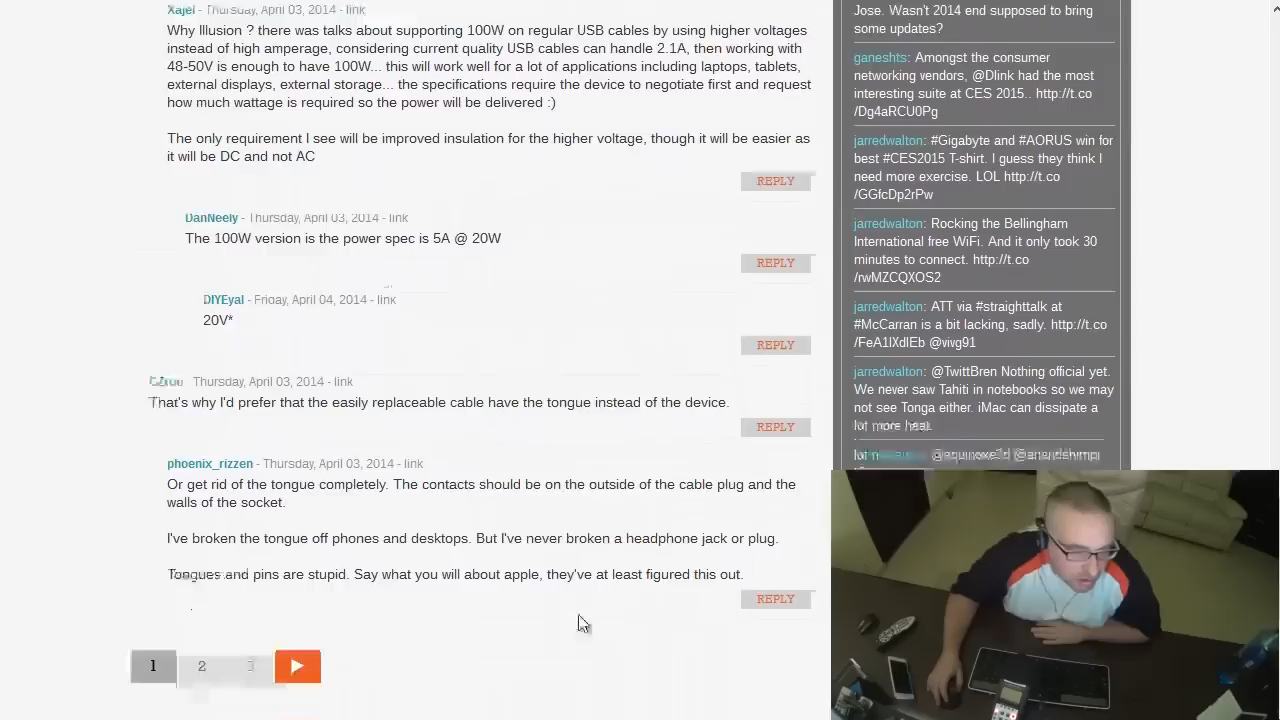 Xajel - Thursday, April 03, 2014 - link
Why Illusion ? there was talks about supporting 100W on regular USB cables by using higher voltages
instead of high amperage, considering current quality USB cables can handle 2.1A, then working with
48-50V is enough to have 100W... this will work well for a lot of applications including laptops, tablets,
external displays, external storage... the specifications require the device to negotiate first and request
how much wattage is required so the power will be delivered :)
The only requirement I see will be improved insulation for the higher voltage, though it will be easier as
it will be DC and not AC
REPLY
DanNeely - Thursday, April 03, 2014 - link
The 100W version is the power spec is 5A @ 20W
REPLY
DIYEyal - Friday, April 04, 2014 - link
20V*
REPLY
Thursday, April 03, 2014 - link
That's why I'd prefer that the easily replaceable cable have the tongue instead of the device.
REPLY
phoenix_rizzen - Thursday, April 03, 2014 - link
Or get rid of the tongue completely. The contacts should be on the outside of the cable plug and the
walls of the socket.
I've broken the tongue off phones and desktops. But I've never broken a headphone jack or plug.
Tongues and pins are stupid. Say what you will about apple, they've at least figured this out.
REPLY
1 2 3
Jose. Wasn't 2014 end supposed to bring
some updates?
ganeshts: Amongst the consumer
networking vendors, @Dlink had the most
interesting suite at CES 2015.. http://t.co
/Dg4aRCU0Pg
jarredwalton: #Gigabyte and #AORUS win for
best #CES2015 T-shirt. I guess they think I
need more exercise. LOL http://t.co
/GGfcDp2rPw
jarredwalton: Rocking the Bellingham
International free WiFi. And it only took 30
minutes to connect. http://t.co
/rwMZCQXOS2
jarredwalton: ATT via #straighttalk at
#McCarran is a bit lacking, sadly. http://t.co
/FeA1lXdlEb @vivg91
jarredwalton: @TwittBren Nothing official yet.
We never saw Tahiti in notebooks so we may
not see Tonga either. iMac can dissipate a
lot more heat.